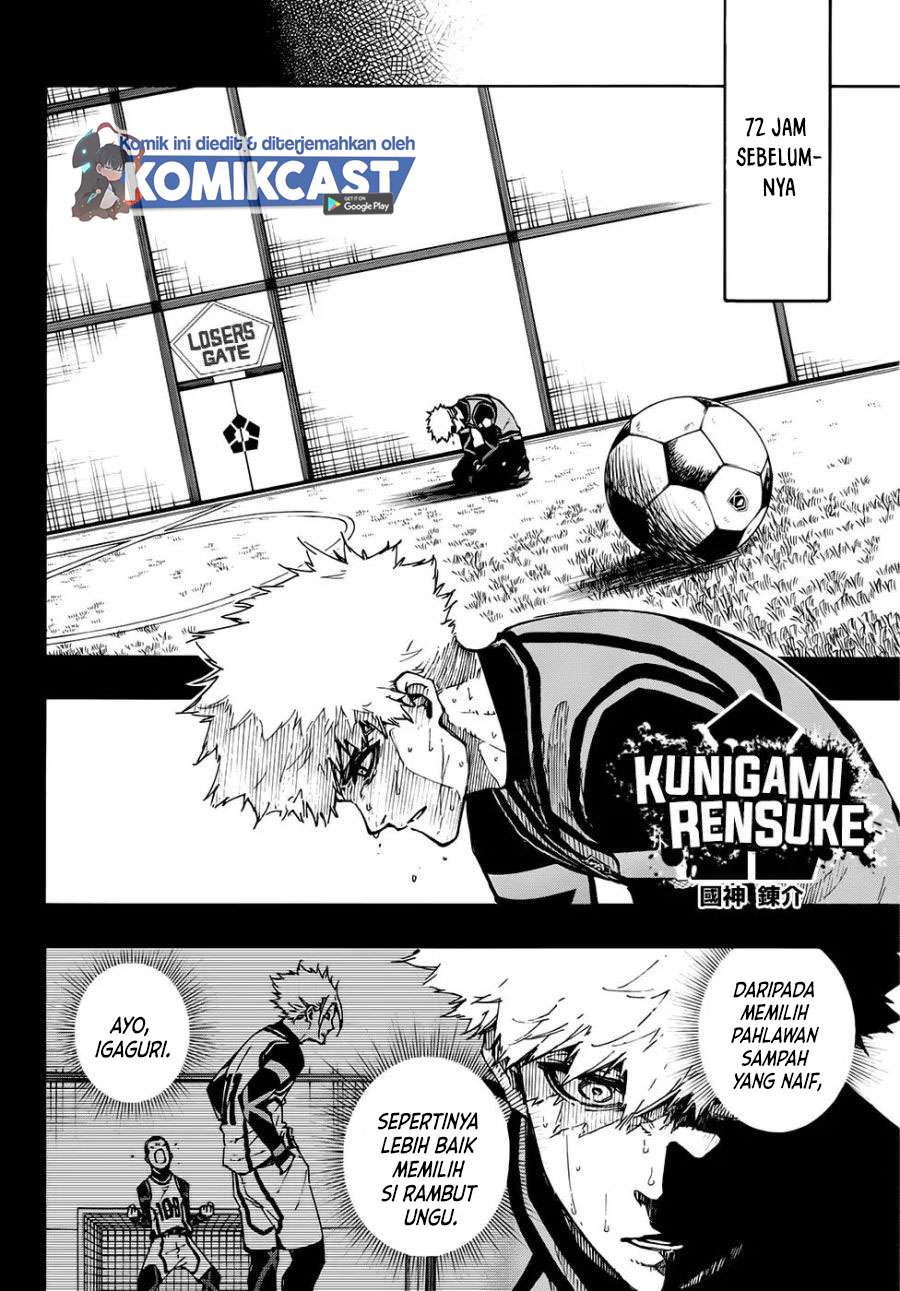 72 JAM
SEBELUM-
NYA
Komik ini diedit & diterjemahkan oleh
KOMIKCAST
GET IT ON
Google Play
LOSERS
GATE
KUNIGAMI
RENSUKE
國神 錬介
DARIPADA
MEMILIH
PAHLAWAN
SAMPAH
YANG NAIF,
SEPERTINYA
LEBIH BAIK
MEMILIH
SI RAMBUT
UNGU.
AYO,
IGAGURI.
108